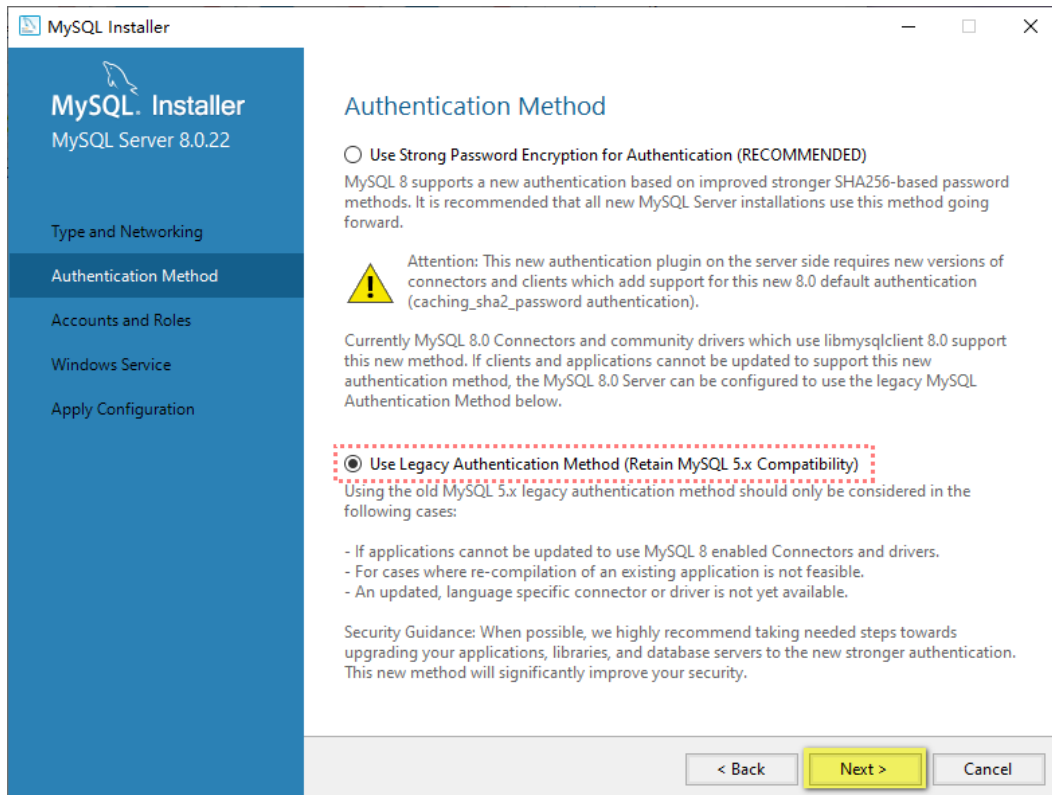 MySQL Installer
MySQL. Installer
MySQL Server 8.0.22
Type and Networking
Authentication Method
Accounts and Roles
Windows Service
Apply Configuration
Authentication Method
Use Strong Password Encryption for Authentication (RECOMMENDED)
MySQL 8 supports a new authentication based on improved stronger SHA256-based password
methods. It is recommended that all new MySQL Server installations use this method going
forward.
Attention: This new authentication plugin on the server side requires new versions of
connectors and clients which add support for this new 8.0 default authentication
(caching_sha2_password authentication).
Currently MySQL 8.0 Connectors and community drivers which use libmysqlclient 8.0 support
this new method. If clients and applications cannot be updated to support this new
authentication method, the MySQL 8.0 Server can be configured to use the legacy MySQL
Authentication Method below.
Use Legacy Authentication Method (Retain MySQL 5.x Compatibility)
Using the old MySQL 5.x legacy authentication method should only be considered in the
following cases:
- If applications cannot be updated to use MySQL 8 enabled Connectors and drivers.
- For cases where re-compilation of an existing application is not feasible.
- An updated, language specific connector or driver is not yet available.
Security Guidance: When possible, we highly recommend taking needed steps towards
upgrading your applications, libraries, and database servers to the new stronger authentication.
This new method will significantly improve your security.
< Back
Next >
Cancel